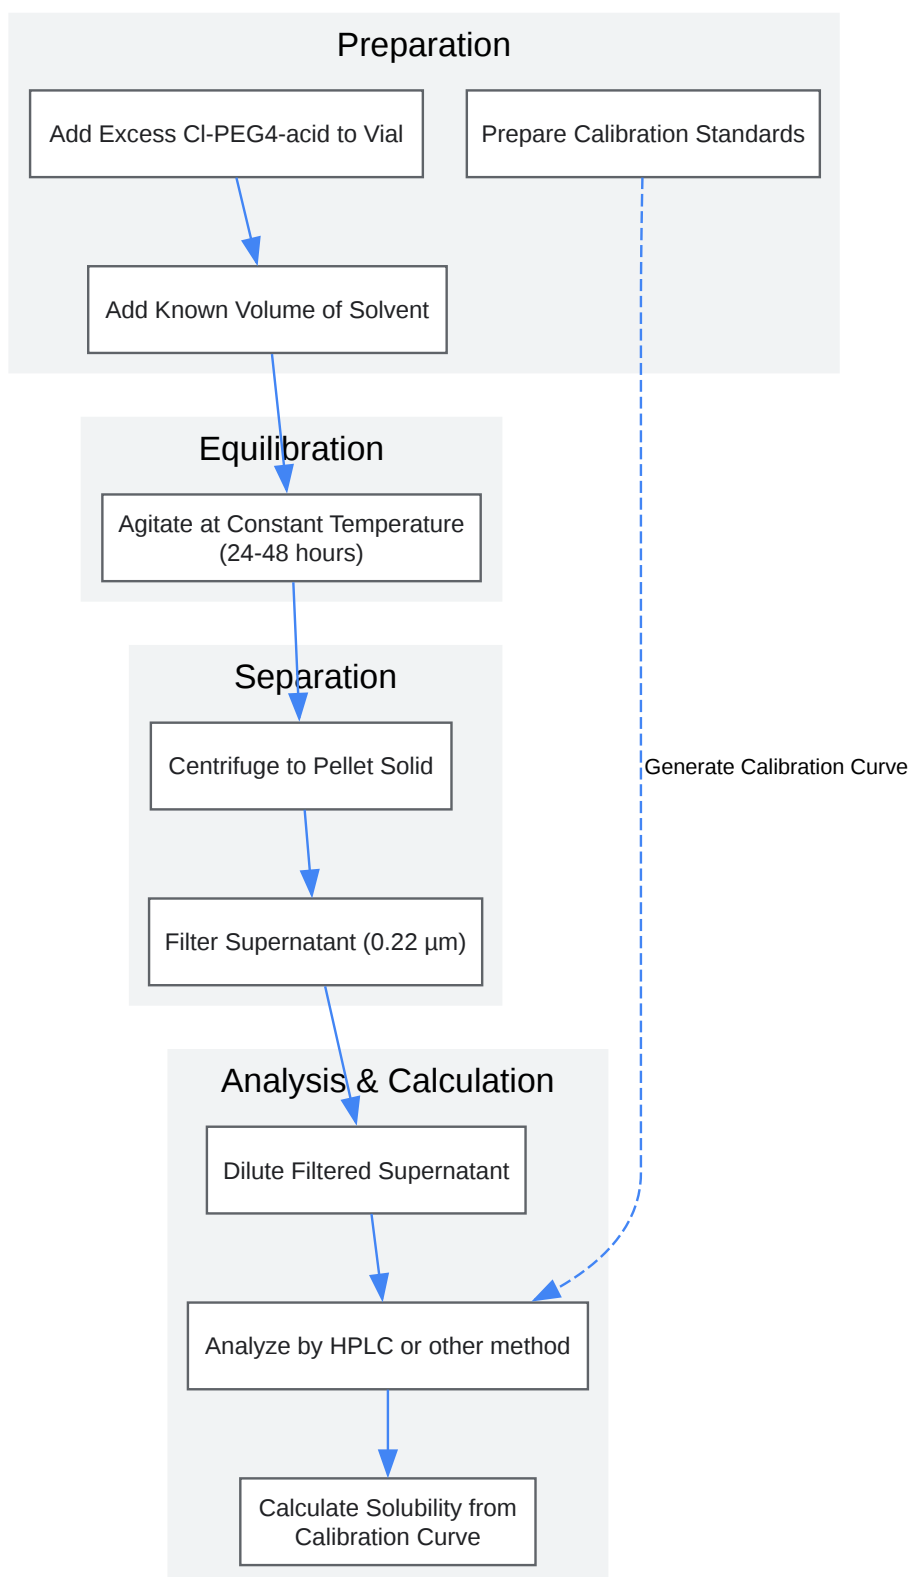 Preparation
Add Excess Cl-PEG4-acid to Vial
Prepare Calibration Standards
Add Known Volume of Solvent
Equilibration
Agitate at Constant Temperature
(24-48 hours)
Separation
Centrifuge to Pellet Solid
Generate Calibration Curve
Filter Supernatant (0.22 µm)
Analysis & Calculation
Dilute Filtered Supernatant
Analyze by HPLC or other method
Calculate Solubility from
Calibration Curve